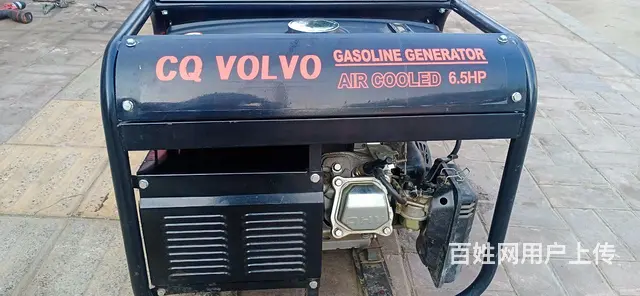 CQ VOLVO
GASOLINE GENERATOR
AIR COOLED 6.5HP
百姓网用户上传